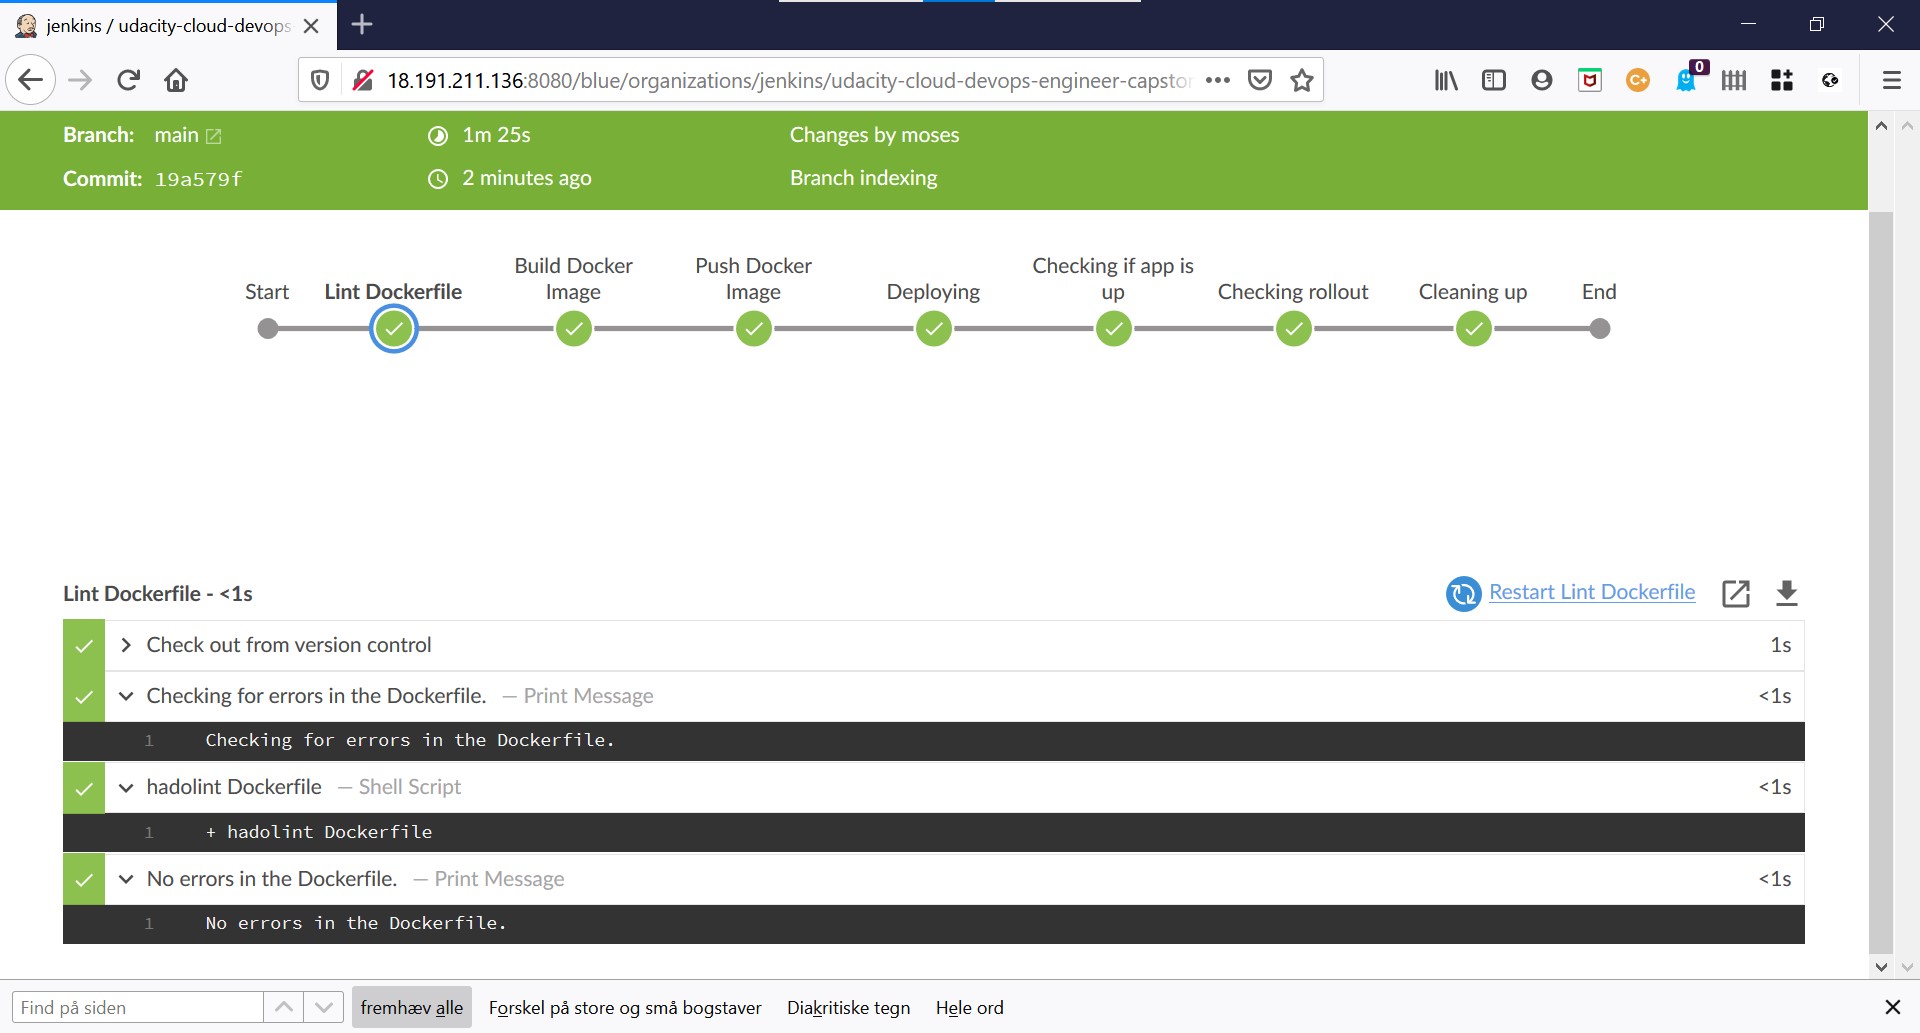 jenkins / udacity-cloud-devops
18.191.211.136:8080/blue/organizations/jenkins/udacity-cloud-devops-engineer-capstor
C+
0
Branch: main
1m 25s
Changes by moses
Commit: 19a579f
2 minutes ago
Branch indexing
Start
Lint Dockerfile
Build Docker
Image
Push Docker
Image
Deploying
Checking if app is
up
Checking rollout
Cleaning up
End
Lint Dockerfile - <1s
Restart Lint Dockerfile
Check out from version control
1s
Checking for errors in the Dockerfile. — Print Message
<1s
1 Checking for errors in the Dockerfile.
hadolint Dockerfile — Shell Script
<1s
1 + hadolint Dockerfile
No errors in the Dockerfile. — Print Message
<1s
1 No errors in the Dockerfile.
Find på siden
fremhæv alle
Forskel på store og små bogstaver
Diakritiske tegn
Hele ord